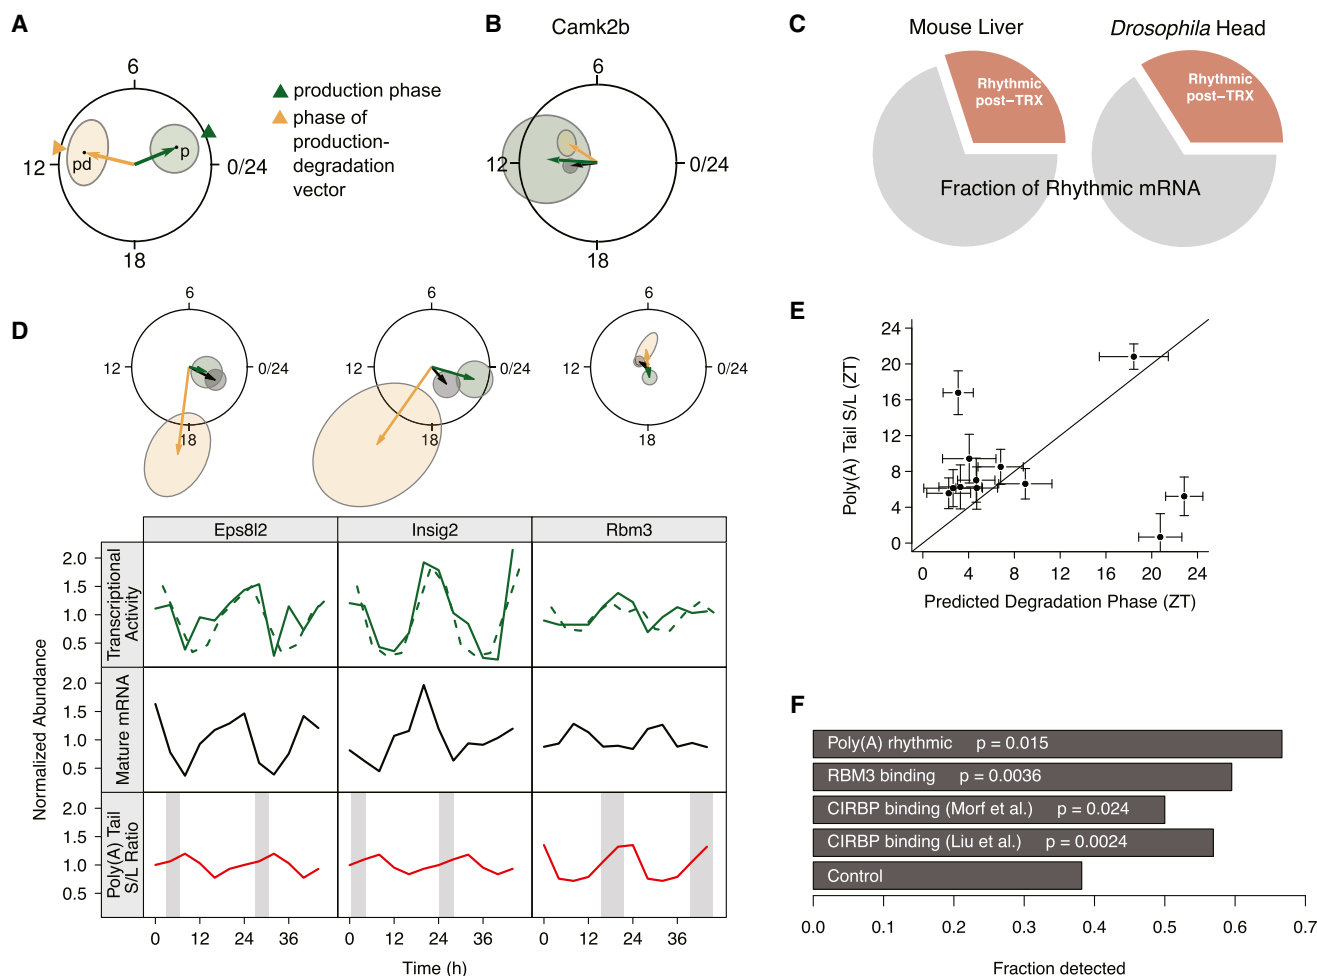 A
6
12
0/24
18
pd
p
production phase
phase of
production-
degradation
vector
B
Camk2b
6
12
0/24
18
C
Mouse Liver
Drosophila Head
Rhythmic
post–TRX
Rhythmic
post–TRX
Fraction of Rhythmic mRNA
D
6
12
0/24
18
6
12
0/24
18
6
12
0/24
18
Eps8l2
Insig2
Rbm3
Normalized Abundance
Transcriptional
Activity
2.0
1.5
1.0
0.5
Mature mRNA
2.0
1.5
1.0
0.5
Poly(A) Tail
S/L Ratio
2.0
1.5
1.0
0.5
0 12 24 36
0 12 24 36
0 12 24 36
Time (h)
E
Poly(A) Tail S/L (ZT)
24
20
16
12
8
4
0
0 4 8 12 16 20 24
Predicted Degradation Phase (ZT)
F
Poly(A) rhythmic p = 0.015
RBM3 binding p = 0.0036
CIRBP binding (Morf et al.) p = 0.024
CIRBP binding (Liu et al.) p = 0.0024
Control
0.0 0.1 0.2 0.3 0.4 0.5 0.6 0.7
Fraction detected